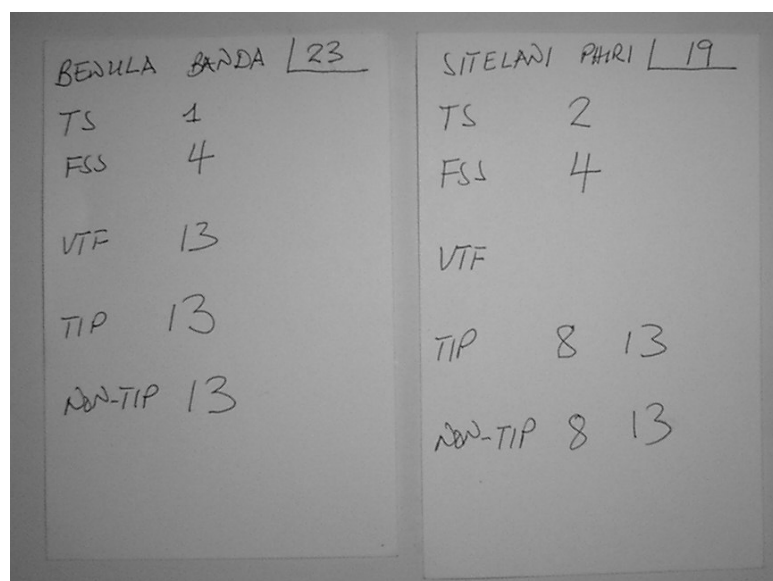 BENULA BANDA 23
TS 1
FSS 4
VTF 13
TIP 13
NON-TIP 13
SITELANI PHIRI 19
TS 2
FSS 4
VTF
TIP 8 13
NON-TIP 8 13